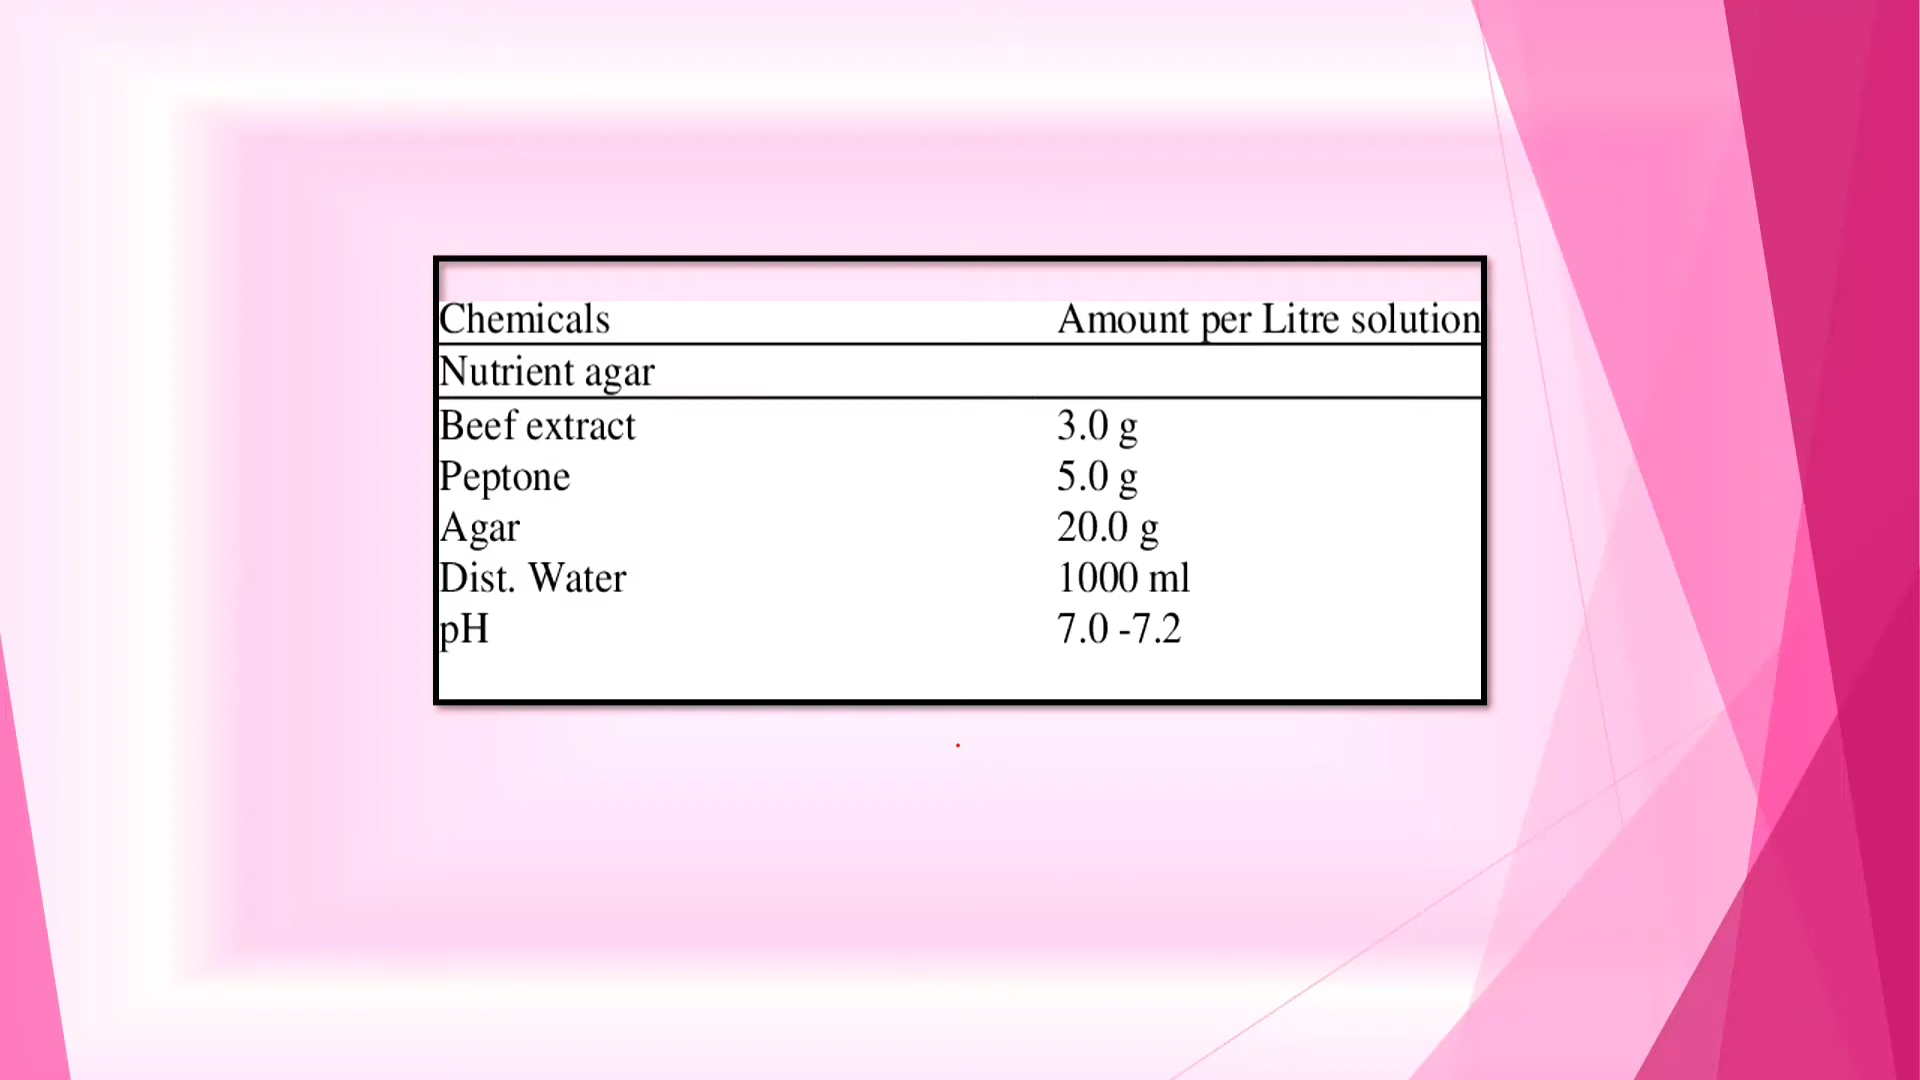 Chemicals Amount per Litre solution
Nutrient agar
Beef extract 3.0 g
Peptone 5.0 g
Agar 20.0 g
Dist. Water 1000 ml
pH 7.0 -7.2